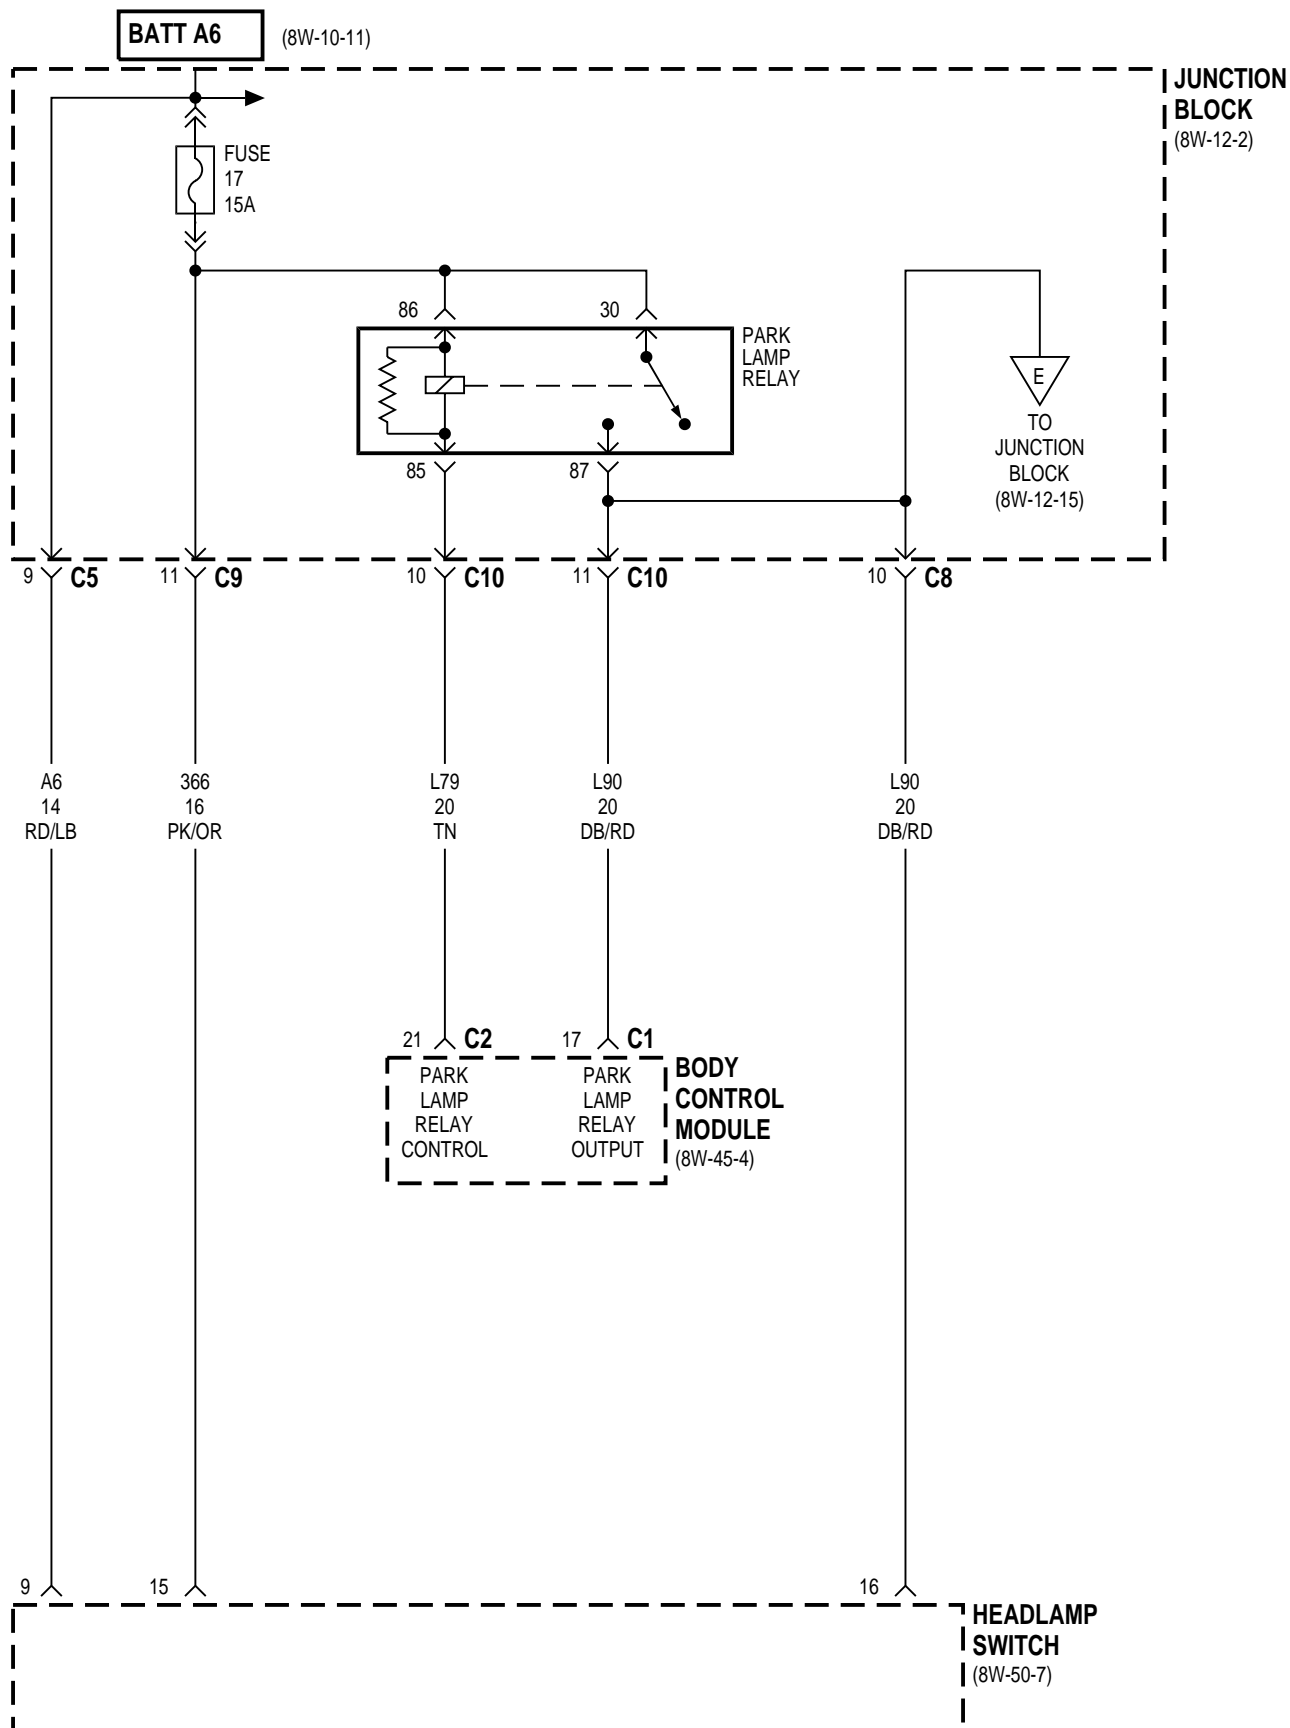 BATT A6
(8W-10-11)
JUNCTION
BLOCK
(8W-12-2)
FUSE
17
15A
86
30
PARK
LAMP
RELAY
E
TO
JUNCTION
BLOCK
(8W-12-15)
85
87
9 C5
11 C9
10 C10
11 C10
10 C8
A6
14
RD/LB
366
16
PK/OR
L79
20
TN
L90
20
DB/RD
L90
20
DB/RD
21 C2
17 C1
PARK
LAMP
RELAY
CONTROL
PARK
LAMP
RELAY
OUTPUT
BODY
CONTROL
MODULE
(8W-45-4)
9
15
16
HEADLAMP
SWITCH
(8W-50-7)